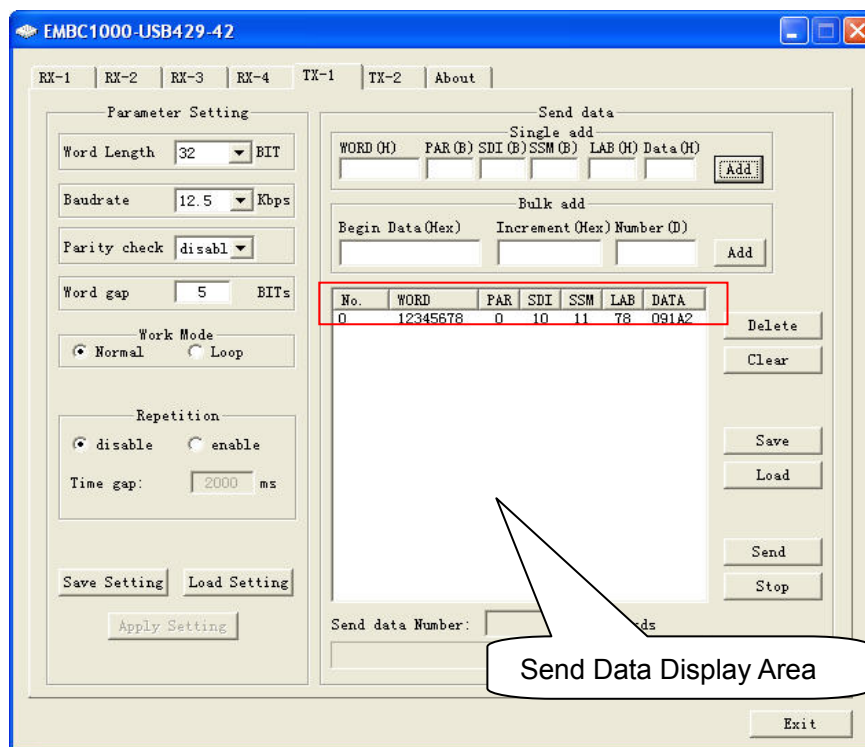 EMBC1000-USB429-42
RX-1 RX-2 RX-3 RX-4 TX-1 TX-2 About
Parameter Setting
Word Length 32 BIT
Baudrate 12.5 Kbps
Parity check disabl
Word gap 5 BITs
Work Mode
Normal Loop
Repetition
disable enable
Time gap: 2000 ms
Save Setting Load Setting
Apply Setting
Send data
Single add
WORD(H) PAR(B) SDI(B) SSM(B) LAB(H) Data(H)
Add
Bulk add
Begin Data(Hex) Increment(Hex) Number(D)
Add
No. WORD PAR SDI SSM LAB DATA
0 12345678 0 10 11 78 091A2
Delete
Clear
Save
Load
Send
Stop
Send data Number:
Send Data Display Area
Exit